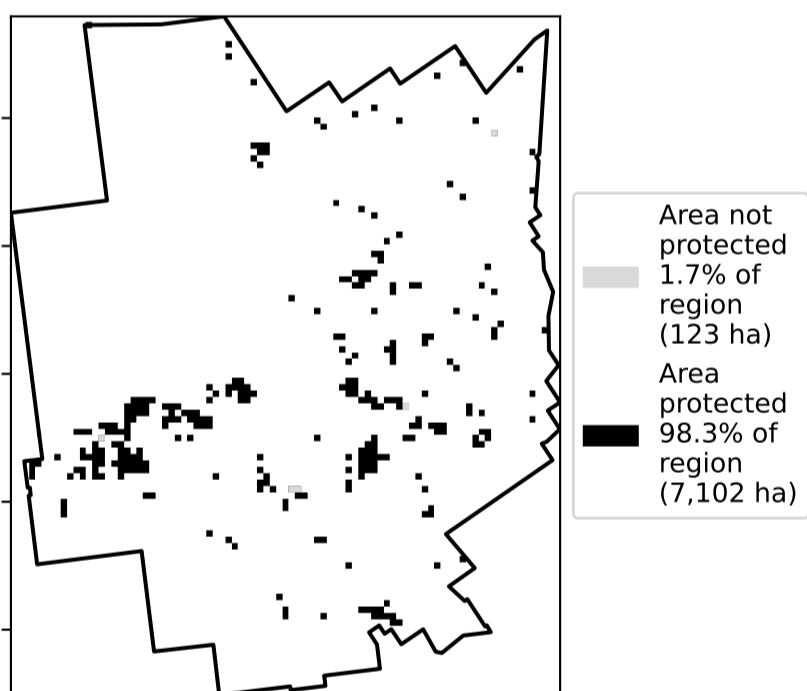 Area not
protected
1.7% of
region
(123 ha)
Area
protected
98.3% of
region
(7,102 ha)